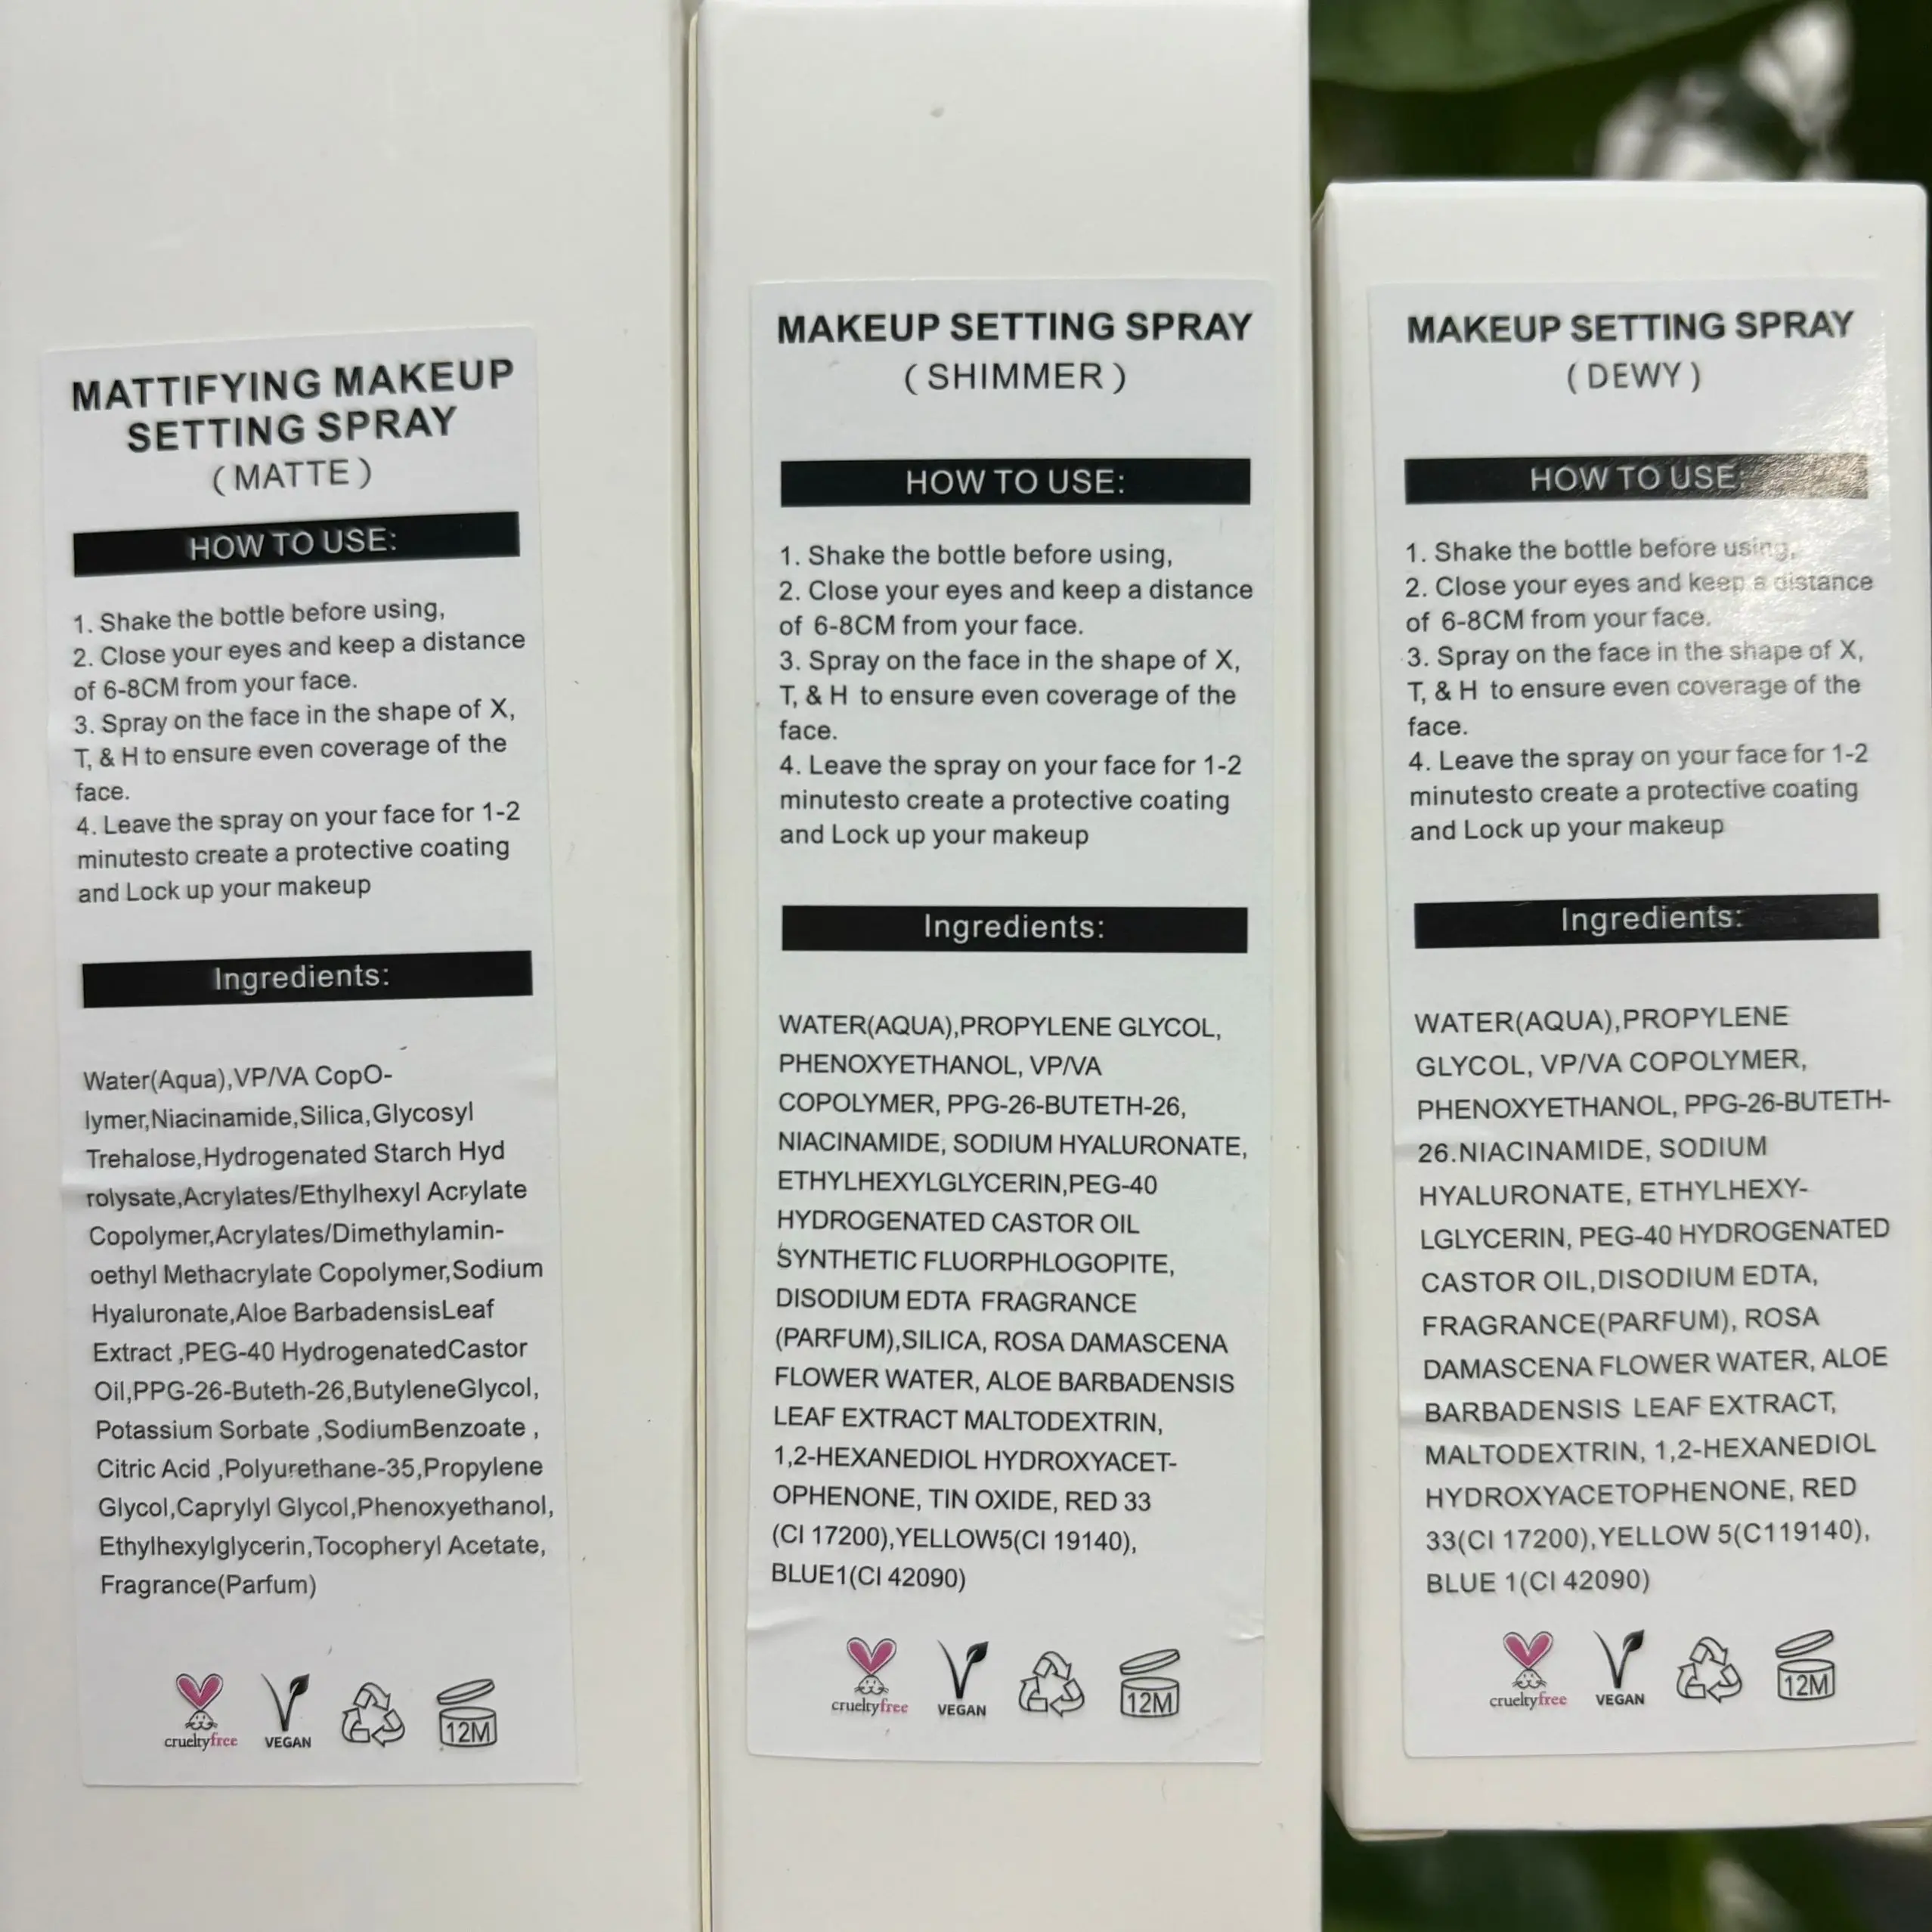 MATTIFYING MAKEUP
SETTING SPRAY
( MATTE )
HOW TO USE:
1. Shake the bottle before using,
2. Close your eyes and keep a distance
of 6-8CM from your face.
3. Spray on the face in the shape of X,
T, & H to ensure even coverage of the
face.
4. Leave the spray on your face for 1-2
minutesto create a protective coating
and Lock up your makeup
Ingredients:
Water(Aqua),VP/VA CopO-
lymer,Niacinamide,Silica,Glycosyl
Trehalose,Hydrogenated Starch Hyd
rolysate,Acrylates/Ethylhexyl Acrylate
Copolymer,Acrylates/Dimethylamin-
oethyl Methacrylate Copolymer,Sodium
Hyaluronate,Aloe BarbadensisLeaf
Extract ,PEG-40 HydrogenatedCastor
Oil,PPG-26-Buteth-26,ButyleneGlycol,
Potassium Sorbate ,SodiumBenzoate ,
Citric Acid ,Polyurethane-35,Propylene
Glycol,Caprylyl Glycol,Phenoxyethanol,
Ethylhexylglycerin,Tocopheryl Acetate,
Fragrance(Parfum)
crueltyfree
VEGAN
12M
MAKEUP SETTING SPRAY
( SHIMMER )
HOW TO USE:
1. Shake the bottle before using,
2. Close your eyes and keep a distance
of 6-8CM from your face.
3. Spray on the face in the shape of X,
T, & H to ensure even coverage of the
face.
4. Leave the spray on your face for 1-2
minutesto create a protective coating
and Lock up your makeup
Ingredients:
WATER(AQUA),PROPYLENE GLYCOL,
PHENOXYETHANOL, VP/VA
COPOLYMER, PPG-26-BUTETH-26,
NIACINAMIDE, SODIUM HYALURONATE,
ETHYLHEXYLGLYCERIN,PEG-40
HYDROGENATED CASTOR OIL
SYNTHETIC FLUORPHLOGOPITE,
DISODIUM EDTA FRAGRANCE
(PARFUM),SILICA, ROSA DAMASCENA
FLOWER WATER, ALOE BARBADENSIS
LEAF EXTRACT MALTODEXTRIN,
1,2-HEXANEDIOL HYDROXYACET-
OPHENONE, TIN OXIDE, RED 33
(CI 17200),YELLOW5(CI 19140),
BLUE1(CI 42090)
crueltyfree
VEGAN
12M
MAKEUP SETTING SPRAY
( DEWY )
HOW TO USE:
1. Shake the bottle before using,
2. Close your eyes and keep a distance
of 6-8CM from your face.
3. Spray on the face in the shape of X,
T, & H to ensure even coverage of the
face.
4. Leave the spray on your face for 1-2
minutesto create a protective coating
and Lock up your makeup
Ingredients:
WATER(AQUA),PROPYLENE
GLYCOL, VP/VA COPOLYMER,
PHENOXYETHANOL, PPG-26-BUTETH-
26.NIACINAMIDE, SODIUM
HYALURONATE, ETHYLHEXY-
LGLYCERIN, PEG-40 HYDROGENATED
CASTOR OIL,DISODIUM EDTA,
FRAGRANCE(PARFUM), ROSA
DAMASCENA FLOWER WATER, ALOE
BARBADENSIS LEAF EXTRACT,
MALTODEXTRIN, 1,2-HEXANEDIOL
HYDROXYACETOPHENONE, RED
33(CI 17200),YELLOW 5(C119140),
BLUE 1(CI 42090)
crueltyfree
VEGAN
12M